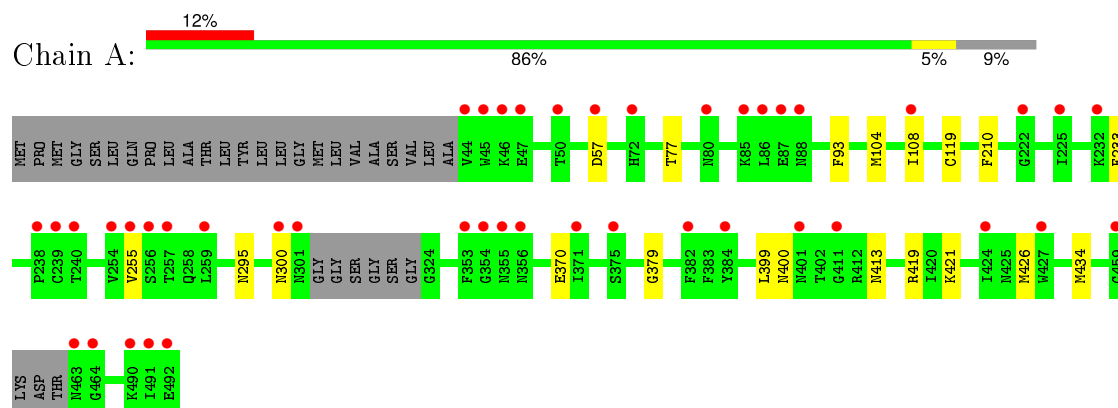 12%
Chain A:
86% 5% 9%
MET PRO MET GLY SER LEU GLN PRO LEU ALA THR LEU TYR LEU LEU GLY MET LEU VAL ALA SER VAL LEU ALA V44 W45 K46 E47 T50 D57 H72 T77 N80 K85 L86 E87 N88 F93 M104 I108 C119 F210 G222 I225 K232
P238 C239 T240 V254 V255 S256 T257 Q258 L259 N295 N300 N301 GLY GLY SER GLY SER GLY G324 F353 G354 N355 N356 E370 I371 S375 G379 F382 F383 Y384 L399 N400 N401 T402 G411 R412 N413 R419 I420 K421 I424 N425 M426 W427 M434
LYS ASP THR N463 G464 K490 I491 E492